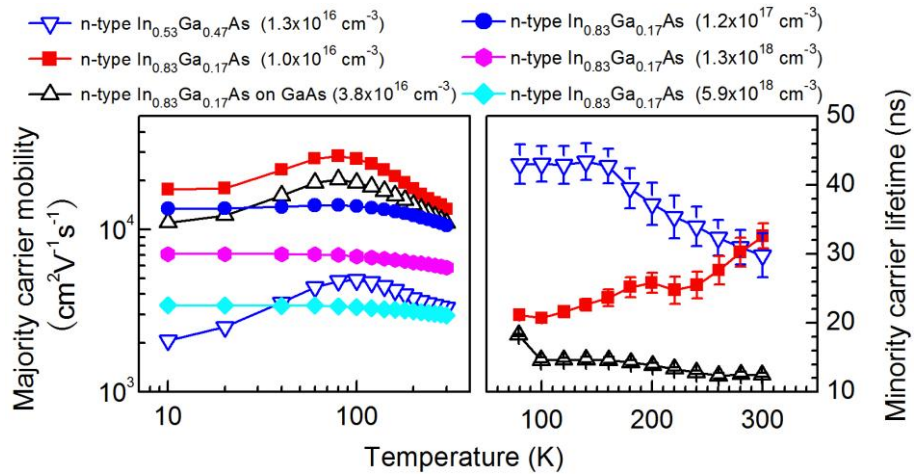 n-type In0.53Ga0.47As (1.3x10^16 cm^-3)
n-type In0.83Ga0.17As (1.0x10^16 cm^-3)
n-type In0.83Ga0.17As on GaAs (3.8x10^16 cm^-3)
n-type In0.83Ga0.17As (1.2x10^17 cm^-3)
n-type In0.83Ga0.17As (1.3x10^18 cm^-3)
n-type In0.83Ga0.17As (5.9x10^18 cm^-3)
Majority carrier mobility
(cm^2V^-1s^-1)
10^4
10^3
10
100
100
200
300
Temperature (K)
50
40
30
20
10
Minority carrier lifetime (ns)